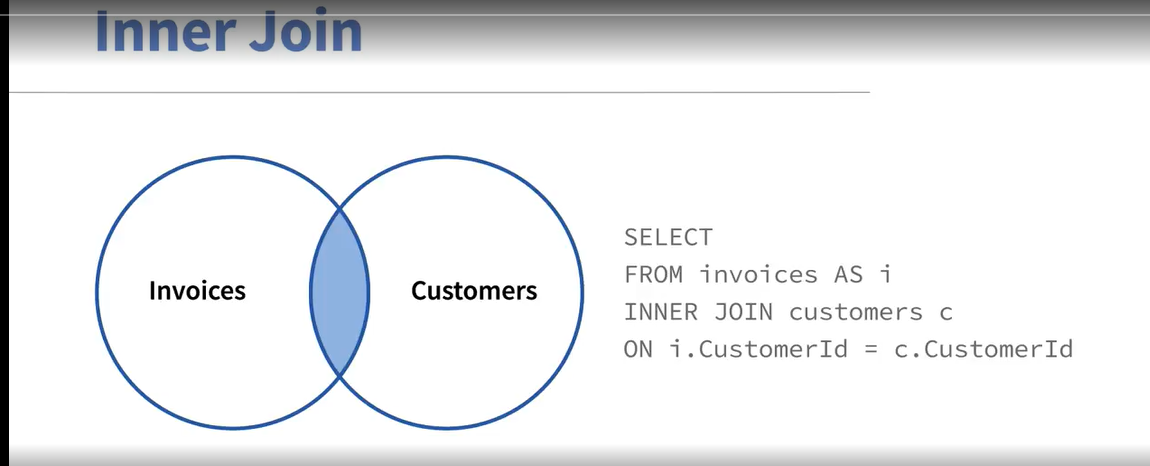 Inner Join
Invoices
Customers
SELECT
FROM invoices AS i
INNER JOIN customers c
ON i.CustomerId = c.CustomerId